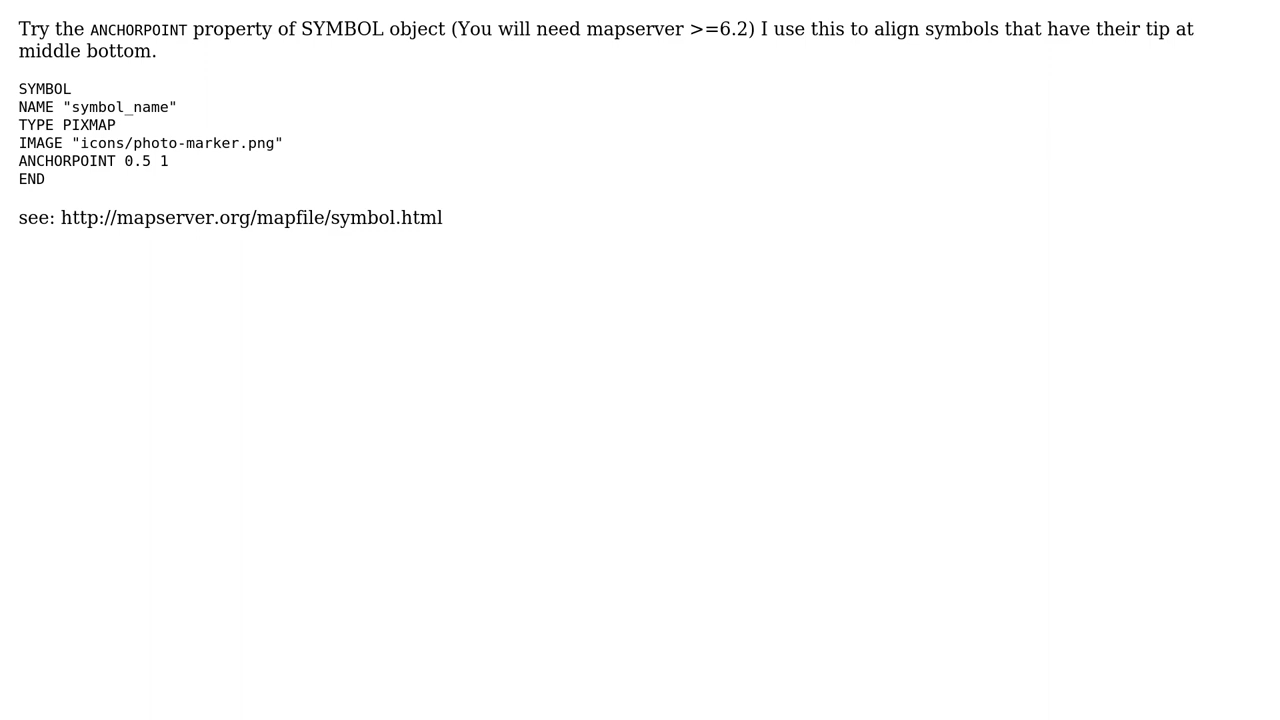 Try the ANCHORPOINT property of SYMBOL object (You will need mapserver >=6.2) I use this to align symbols that have their tip at
middle bottom.
SYMBOL
NAME "symbol_name"
TYPE PIXMAP
IMAGE "icons/photo-marker.png"
ANCHORPOINT 0.5 1
END
see: http://mapserver.org/mapfile/symbol.html